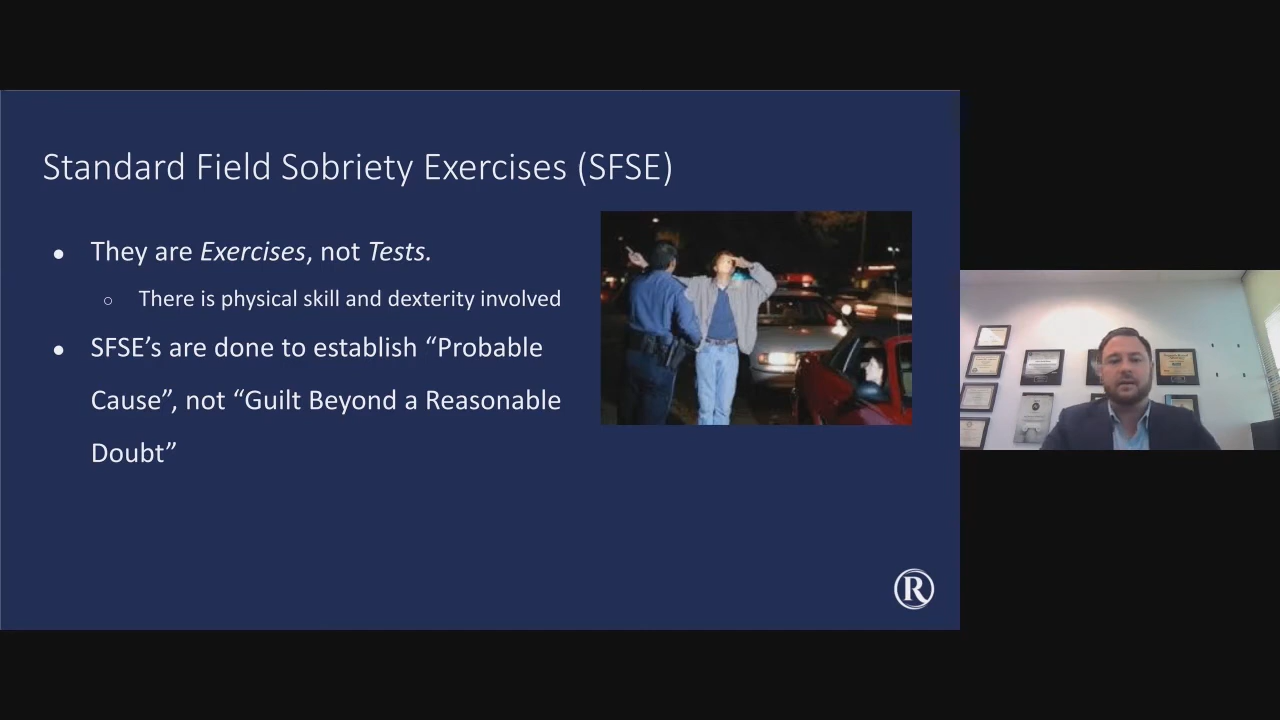 Standard Field Sobriety Exercises (SFSE)
They are Exercises, not Tests.
There is physical skill and dexterity involved
SFSE’s are done to establish “Probable
Cause”, not “Guilt Beyond a Reasonable
Doubt”
R